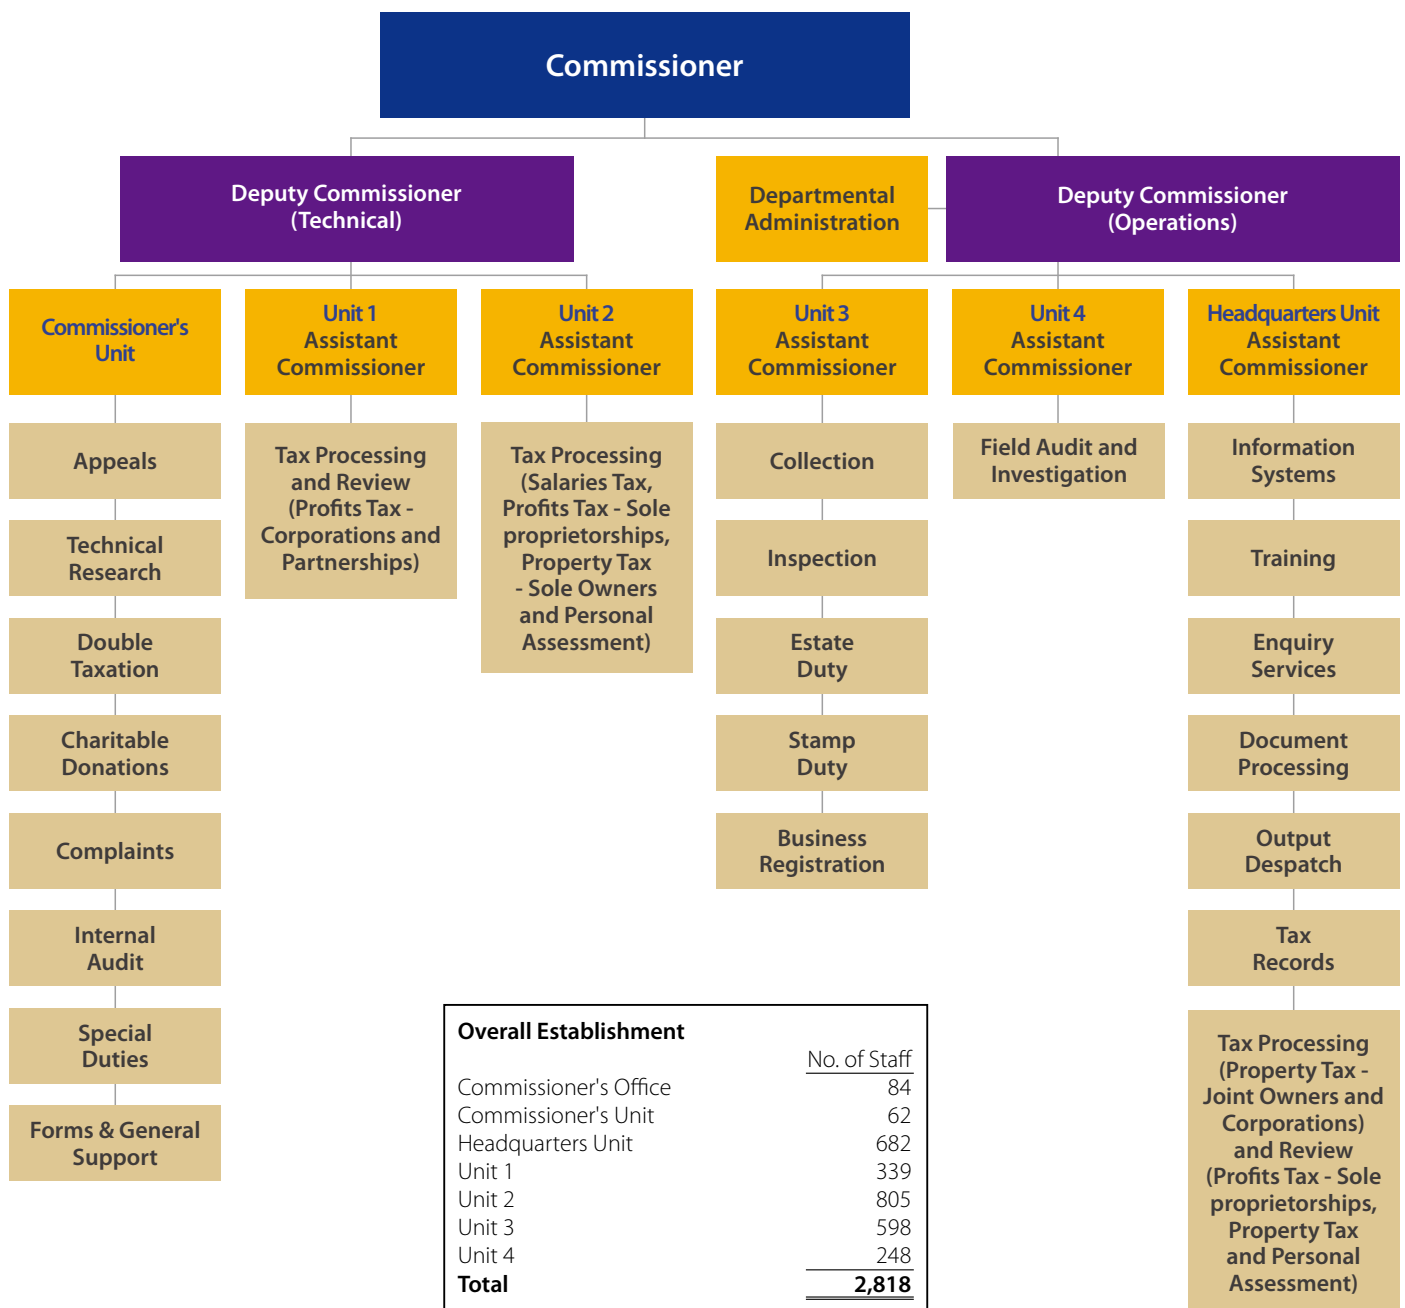 Commissioner
Deputy Commissioner
(Technical)
Departmental
Administration
Deputy Commissioner
(Operations)
Commissioner's
Unit
Unit 1
Assistant
Commissioner
Unit 2
Assistant
Commissioner
Unit 3
Assistant
Commissioner
Unit 4
Assistant
Commissioner
Headquarters Unit
Assistant
Commissioner
Appeals
Technical
Research
Double
Taxation
Charitable
Donations
Complaints
Internal
Audit
Special
Duties
Forms & General
Support
Tax Processing
and Review
(Profits Tax -
Corporations and
Partnerships)
Tax Processing
(Salaries Tax,
Profits Tax - Sole
proprietorships,
Property Tax
- Sole Owners
and Personal
Assessment)
Collection
Inspection
Estate
Duty
Stamp
Duty
Business
Registration
Field Audit and
Investigation
Information
Systems
Training
Enquiry
Services
Document
Processing
Output
Despatch
Tax
Records
Tax Processing
(Property Tax -
Joint Owners and
Corporations)
and Review
(Profits Tax - Sole
proprietorships,
Property Tax
and Personal
Assessment)
Overall Establishment
No. of Staff
Commissioner's Office 84
Commissioner's Unit 62
Headquarters Unit 682
Unit 1 339
Unit 2 805
Unit 3 598
Unit 4 248
Total 2,818